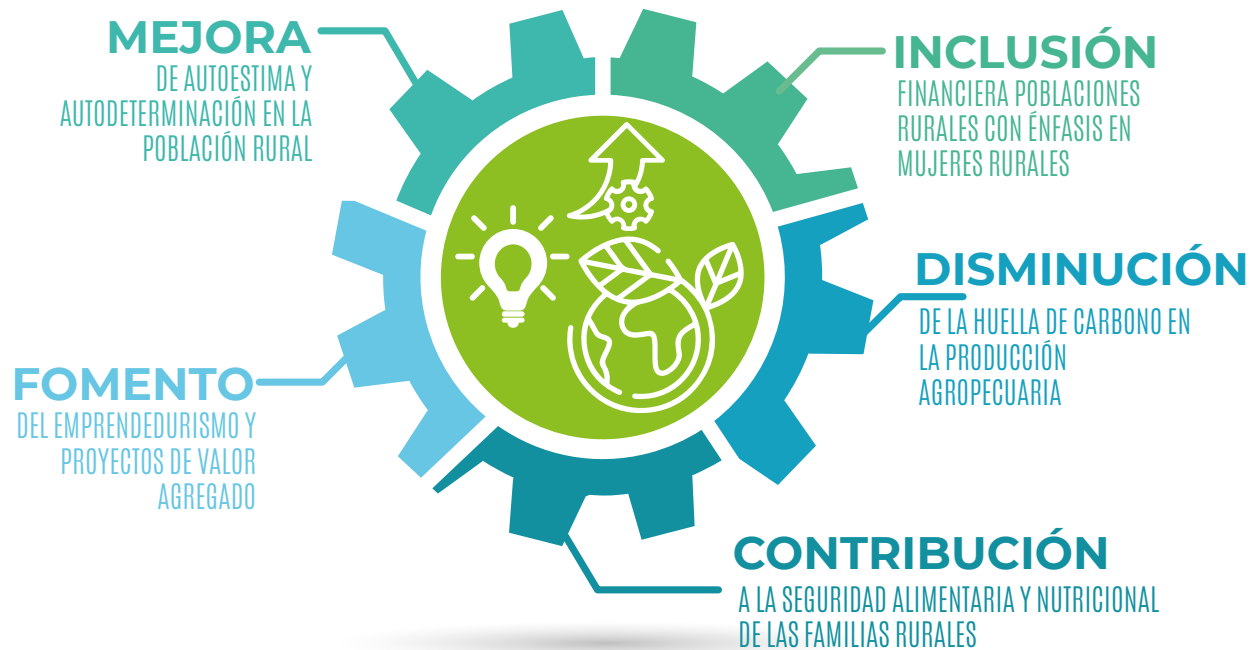 MEJORA
DE AUTOESTIMA Y
AUTODETERMINACIÓN EN LA
POBLACIÓN RURAL
INCLUSIÓN
FINANCIERA POBLACIONES
RURALES CON ÉNFASIS EN
MUJERES RURALES
DISMINUCIÓN
DE LA HUELLA DE CARBONO EN
LA PRODUCCIÓN
AGROPECUARIA
FOMENTO
DEL EMPRENDEDURISMO Y
PROYECTOS DE VALOR
AGREGADO
CONTRIBUCIÓN
A LA SEGURIDAD ALIMENTARIA Y NUTRICIONAL
DE LAS FAMILIAS RURALES